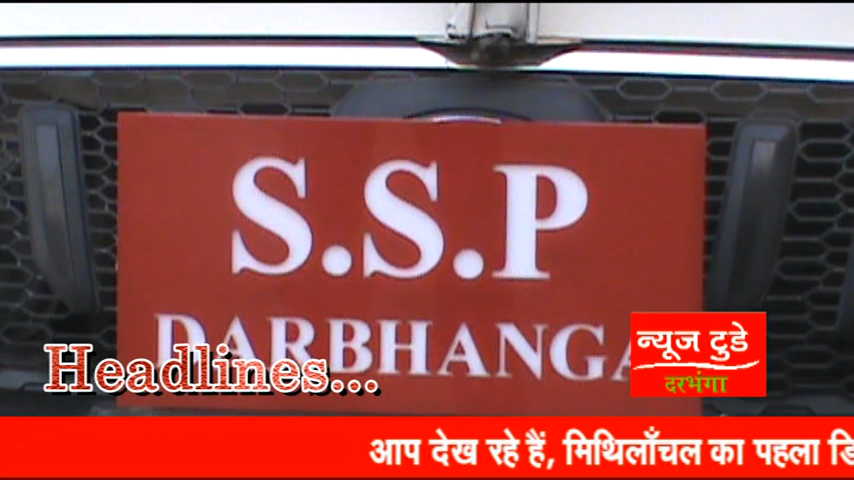 S.S.P
DARBHANGA
न्यूज टुडे
दरभंगा
Headlines...
आप देख रहे हैं, मिथिलाँचल का पहला